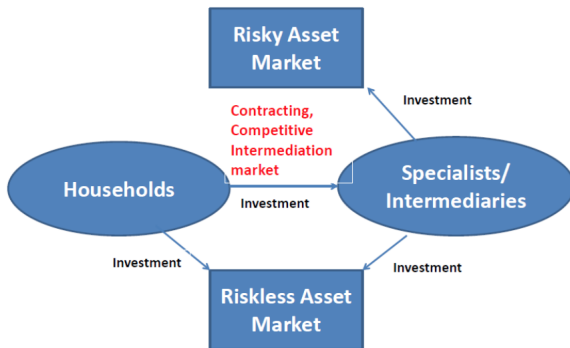 Risky Asset
Market
Investment
Contracting,
Competitive
Intermediation
market
Households
Investment
Specialists/
Intermediaries
Investment
Investment
Riskless Asset
Market